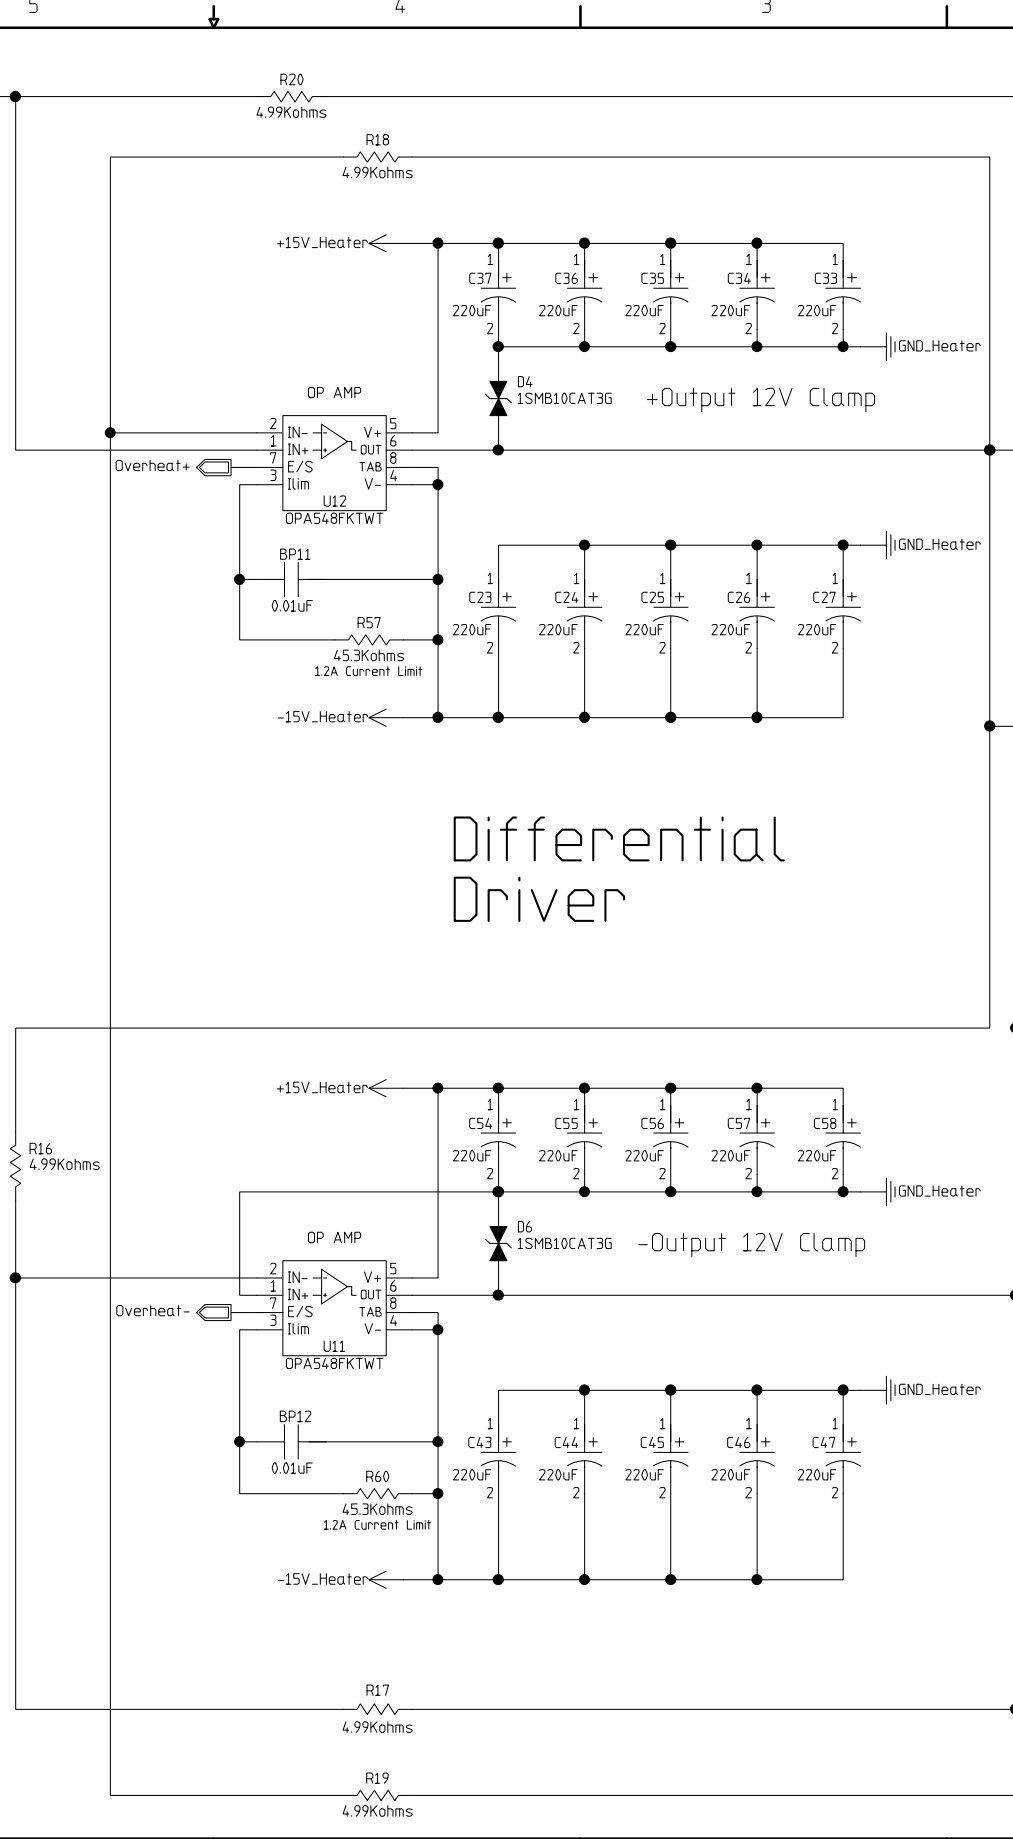 5 4 3
R20
4.99Kohms
R18
4.99Kohms
+15V_Heater
1 1 1 1 1
C37 + C36 + C35 + C34 + C33 +
220uF 220uF 220uF 220uF 220uF
2 2 2 2 2
GND_Heater
D4
1SMB10CAT3G
+Output 12V Clamp
OP AMP
2 IN- V+ 5
1 IN+ OUT 6
Overheat+ 7 E/S TAB 8
3 Ilim V- 4
U12
OPA548FKTWT
GND_Heater
BP11
0.01uF
1 1 1 1 1
C23 + C24 + C25 + C26 + C27 +
220uF 220uF 220uF 220uF 220uF
2 2 2 2 2
R57
45.3Kohms
1.2A Current Limit
-15V_Heater
Differential
Driver
+15V_Heater
1 1 1 1 1
C54 + C55 + C56 + C57 + C58 +
220uF 220uF 220uF 220uF 220uF
2 2 2 2 2
R16
4.99Kohms
GND_Heater
D6
1SMB10CAT3G
-Output 12V Clamp
OP AMP
2 IN- V+ 5
1 IN+ OUT 6
Overheat- 7 E/S TAB 8
3 Ilim V- 4
U11
OPA548FKTWT
GND_Heater
BP12
0.01uF
1 1 1 1 1
C43 + C44 + C45 + C46 + C47 +
220uF 220uF 220uF 220uF 220uF
2 2 2 2 2
R60
45.3Kohms
1.2A Current Limit
-15V_Heater
R17
4.99Kohms
R19
4.99Kohms